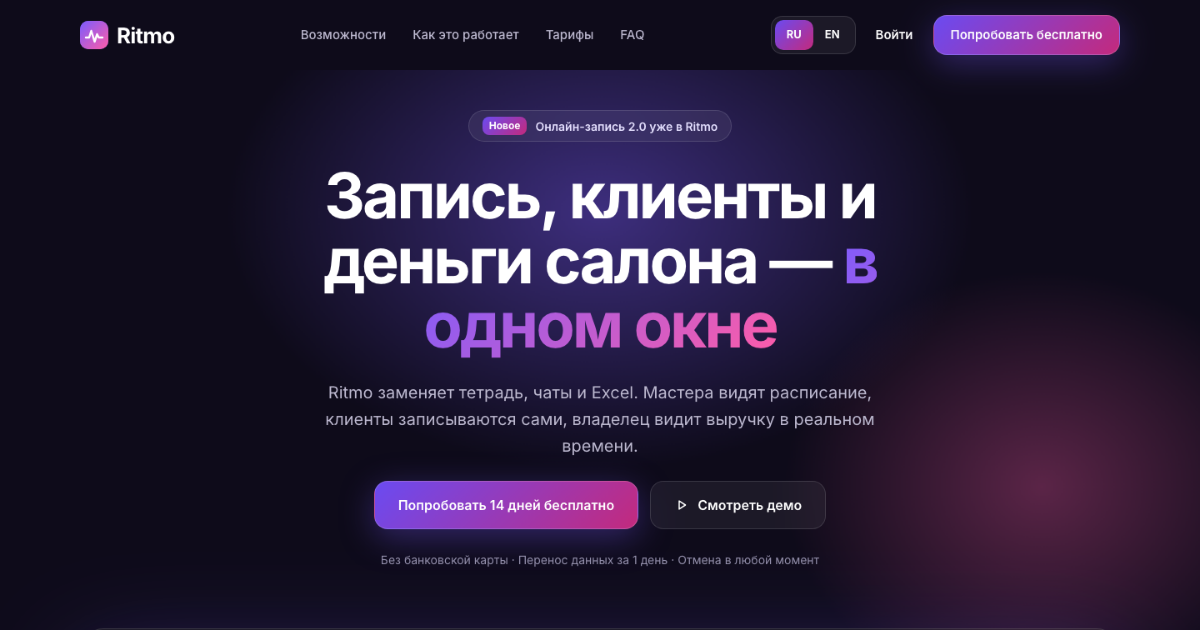 Ritmo
Возможности
Как это работает
Тарифы
FAQ
RU
EN
Войти
Попробовать бесплатно
Новое
Онлайн-запись 2.0 уже в Ritmo
Запись, клиенты и
деньги салона — в
одном окне
Ritmo заменяет тетрадь, чаты и Excel. Мастера видят расписание,
клиенты записываются сами, владелец видит выручку в реальном
времени.
Попробовать 14 дней бесплатно
Смотреть демо
Без банковской карты · Перенос данных за 1 день · Отмена в любой момент